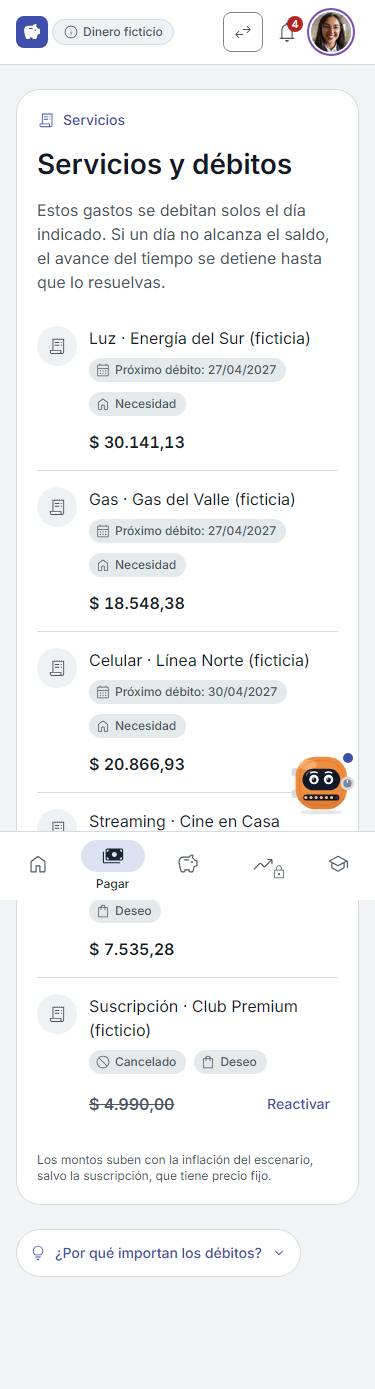 Dinero ficticio
4
Servicios
Servicios y débitos
Estos gastos se debitan solos el día
indicado. Si un día no alcanza el saldo,
el avance del tiempo se detiene hasta
que lo resuelvas.
Luz · Energía del Sur (ficticia)
Próximo débito: 27/04/2027
Necesidad
$ 30.141,13
Gas · Gas del Valle (ficticia)
Próximo débito: 27/04/2027
Necesidad
$ 18.548,38
Celular · Línea Norte (ficticia)
Próximo débito: 30/04/2027
Necesidad
$ 20.866,93
Streaming · Cine en Casa
Pagar
Deseo
$ 7.535,28
Suscripción · Club Premium
(ficticio)
Cancelado
Deseo
$ 4.990,00
Reactivar
Los montos suben con la inflación del escenario,
salvo la suscripción, que tiene precio fijo.
¿Por qué importan los débitos?